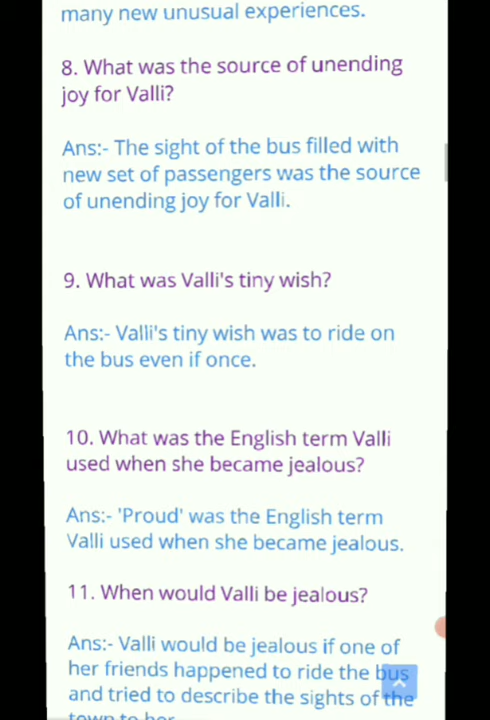 many new unusual experiences.
8. What was the source of unending
joy for Valli?
Ans:- The sight of the bus filled with
new set of passengers was the source
of unending joy for Valli.
9. What was Valli's tiny wish?
Ans:- Valli's tiny wish was to ride on
the bus even if once.
10. What was the English term Valli
used when she became jealous?
Ans:- 'Proud' was the English term
Valli used when she became jealous.
11. When would Valli be jealous?
Ans:- Valli would be jealous if one of
her friends happened to ride the bus
and tried to describe the sights of the
town to her